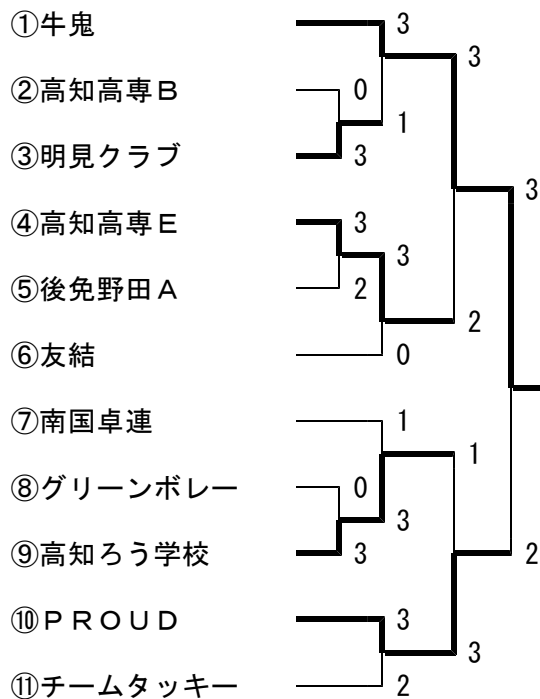 ①牛鬼
3
3
②高知高専Ｂ
0
1
③明見クラブ
3
3
④高知高専Ｅ
3
3
⑤後免野田Ａ
2
2
⑥友結
0
⑦南国卓連
1
1
⑧グリーンボレー
0
3
⑨高知ろう学校
3
2
⑩ＰＲＯＵＤ
3
3
⑪チームタッキー
2